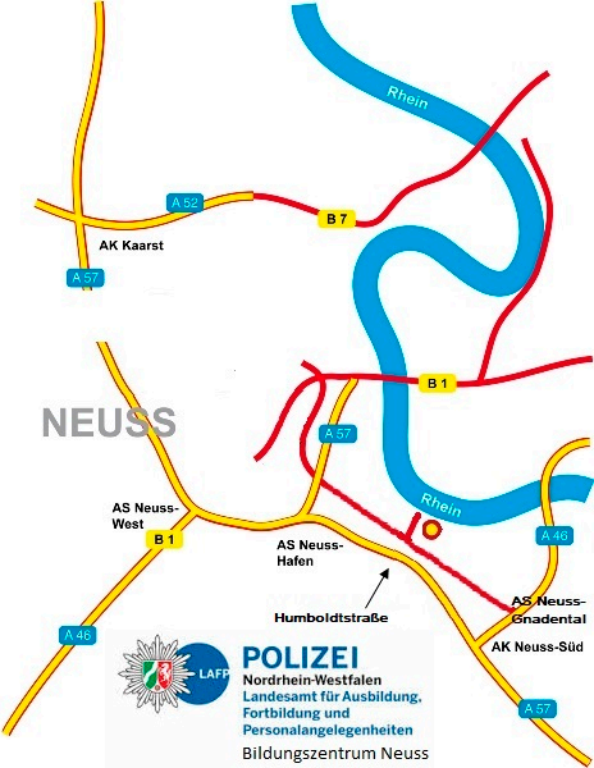 Rhein
A 52
B 7
AK Kaarst
A 57
B 1
NEUSS
A 57
Rhein
AS Neuss-
West
B 1
AS Neuss-
Hafen
A 46
AS Neuss-
Gnadental
Humboldtstraße
A 46
AK Neuss-Süd
A 57
LAFP
POLIZEI
Nordrhein-Westfalen
Landesamt für Ausbildung,
Fortbildung und
Personalangelegenheiten
Bildungszentrum Neuss